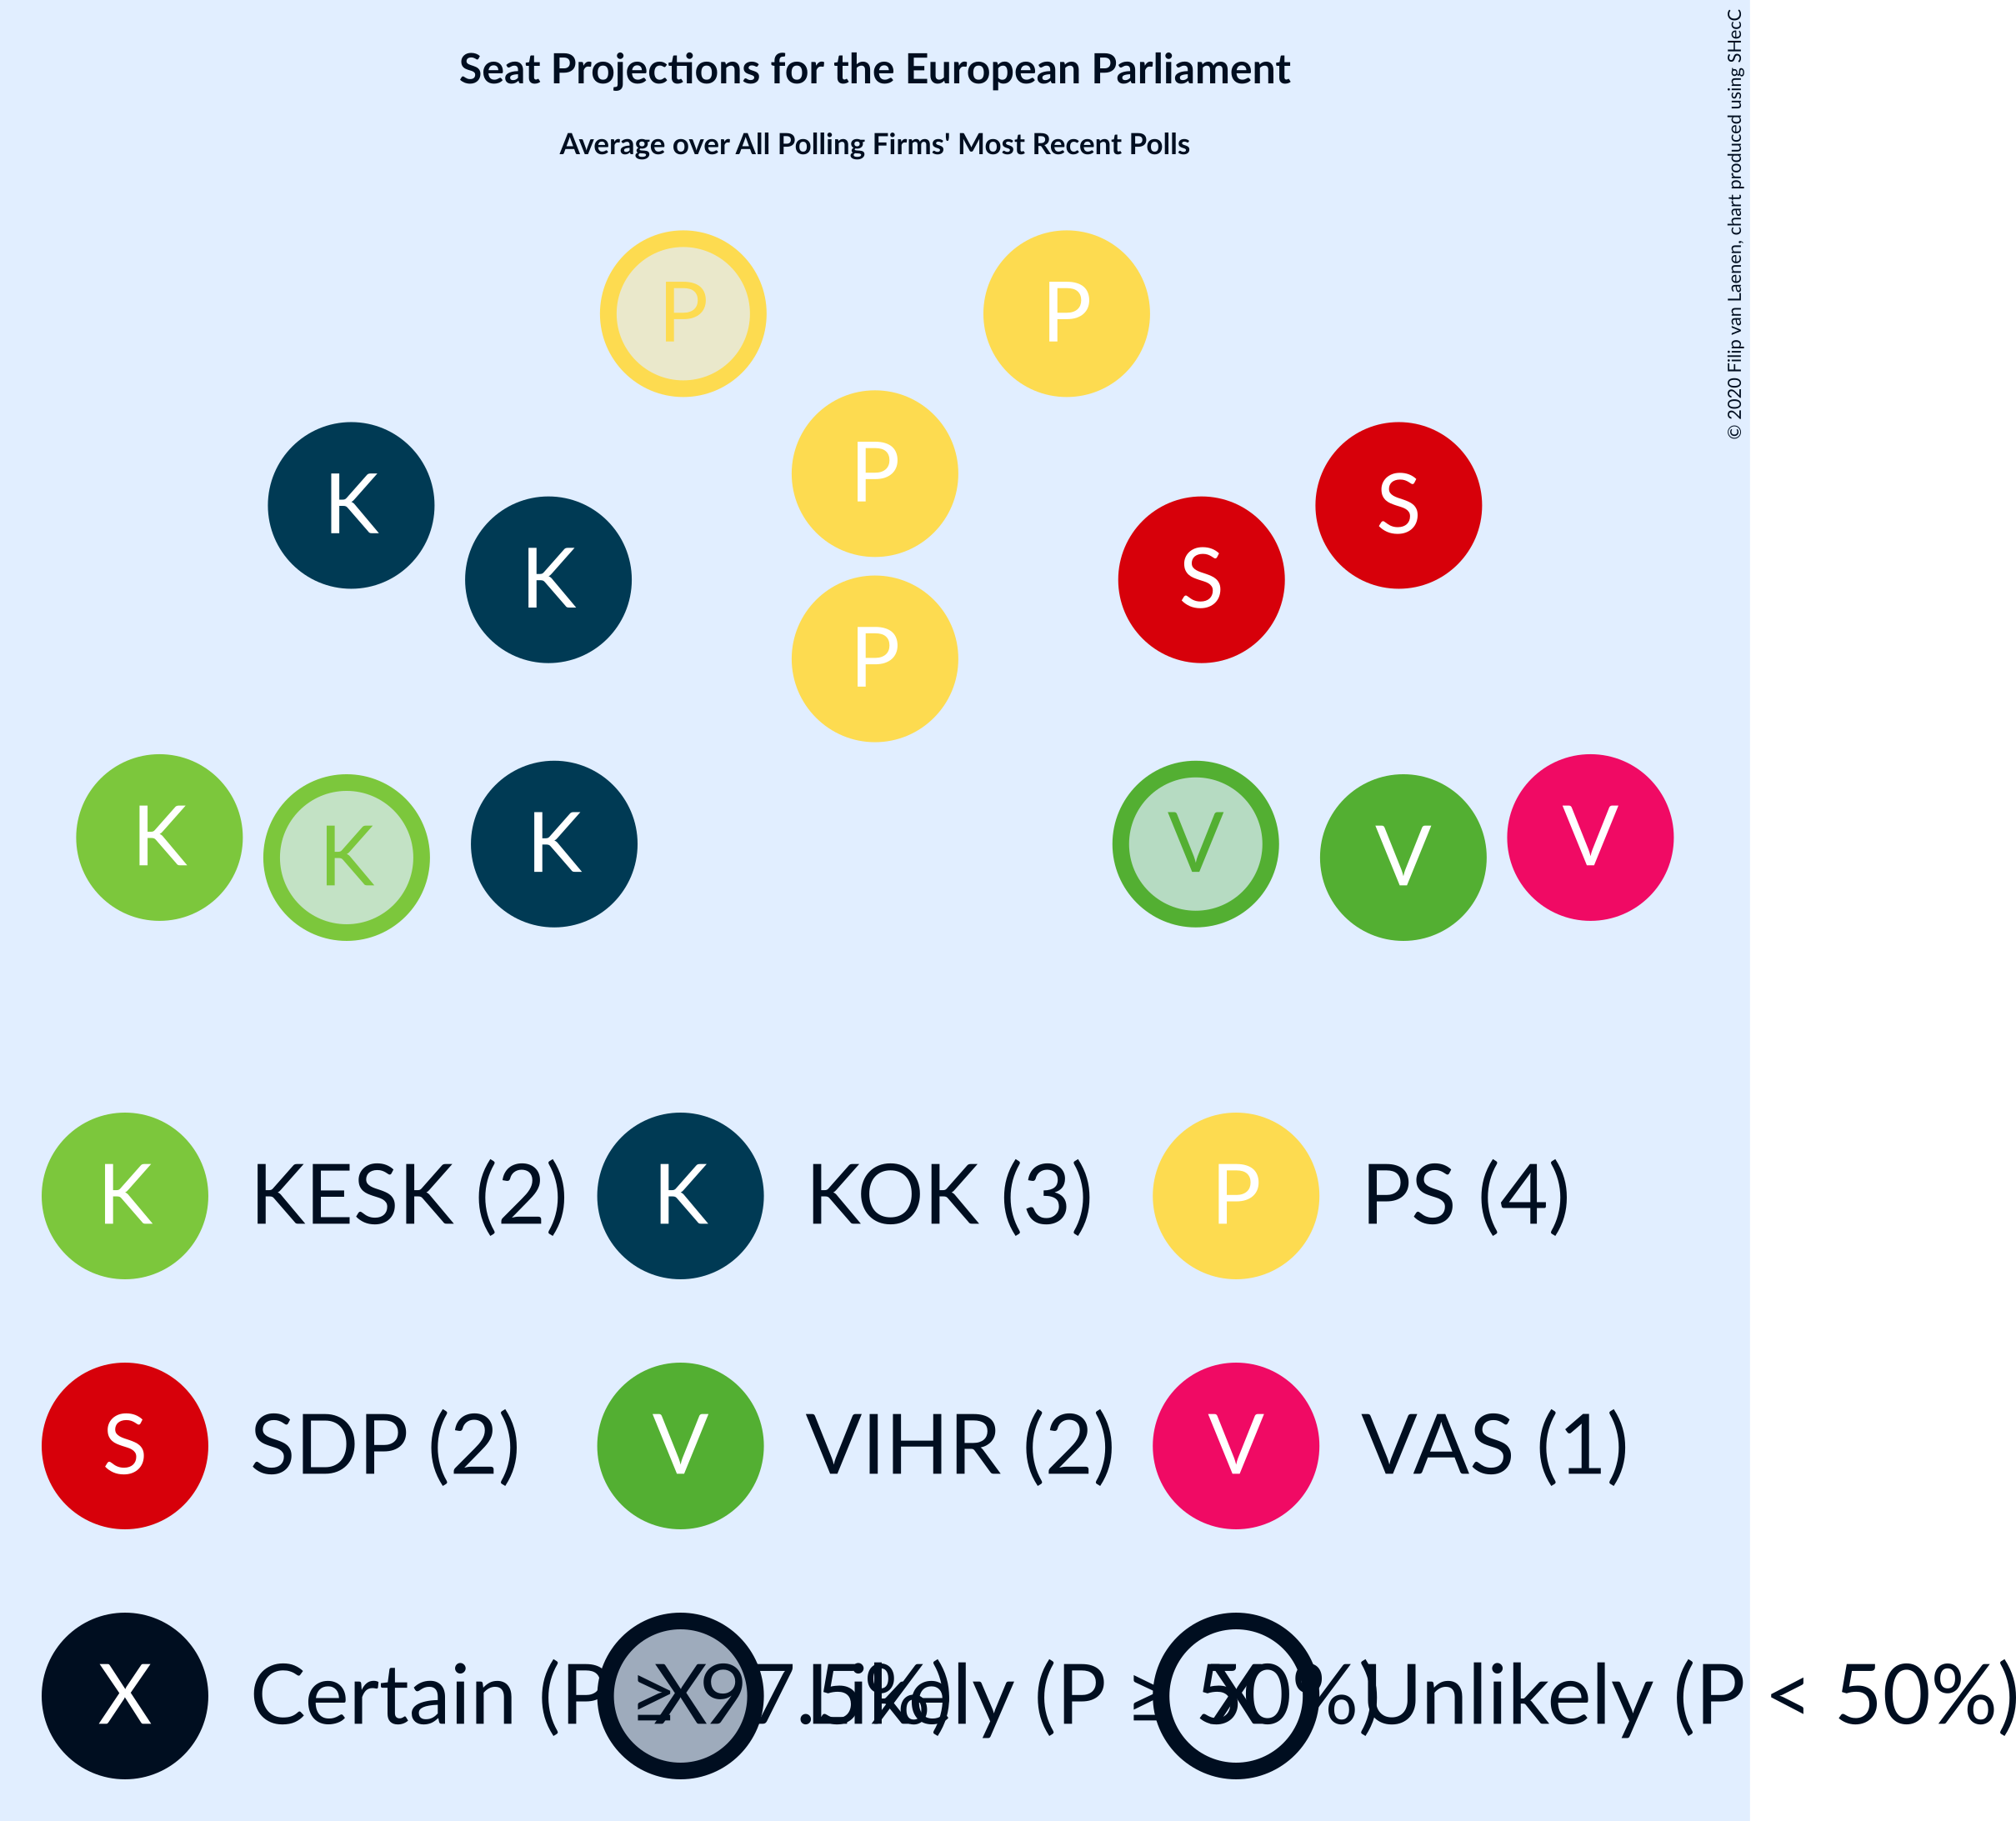 Seat Projections for the European Parliament
Average over All Polling Firms' Most Recent Polls
© 2020 Filip van Laenen, chart produced using SHecC
P P
P
K S
K S
P
K K K V V V
K KESK (2) K KOK (3) P PS (4)
S SDP (2) V VIHR (2) V VAS (1)
X Certain (P ≥ 97.5%) X Likely (P ≥ 50%) X Unlikely (P < 50%)